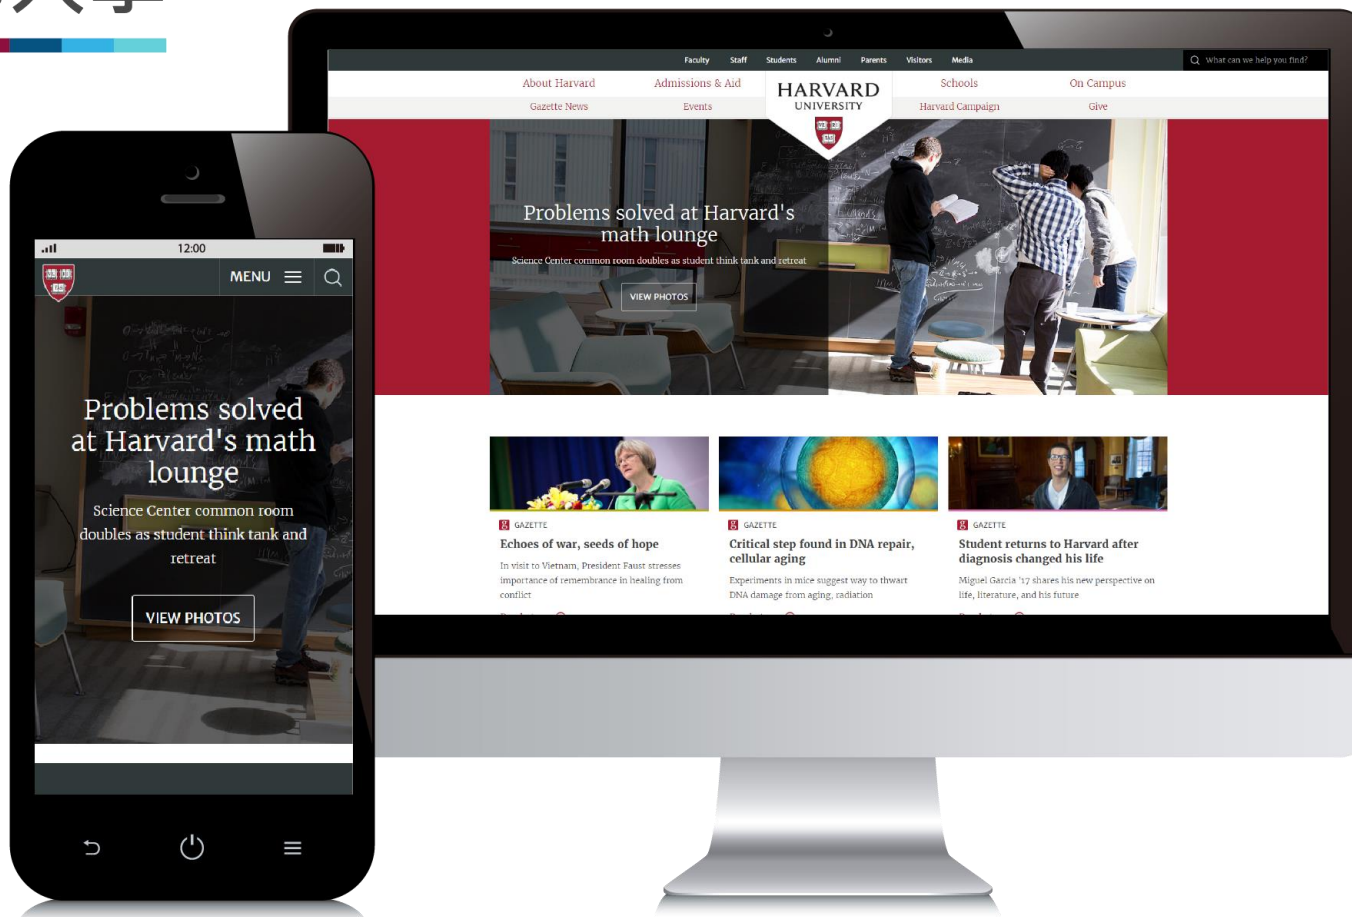 大学
Faculty Staff Students Alumni Parents Visitors Media
What can we help you find?
About Harvard Admissions & Aid Schools On Campus
Gazette News Events Harvard Campaign Give
HARVARD
UNIVERSITY
Problems solved at Harvard's
math lounge
Science Center common room doubles as student think tank and retreat
VIEW PHOTOS
GAZETTE
Echoes of war, seeds of hope
In visit to Vietnam, President Faust stresses
importance of remembrance in healing from
conflict
GAZETTE
Critical step found in DNA repair,
cellular aging
Experiments in mice suggest way to thwart
DNA damage from aging, radiation
GAZETTE
Student returns to Harvard after
diagnosis changed his life
Miguel Garcia '17 shares his new perspective on
life, literature, and his future
12:00
MENU
Problems solved
at Harvard's math
lounge
Science Center common room
doubles as student think tank and
retreat
VIEW PHOTOS